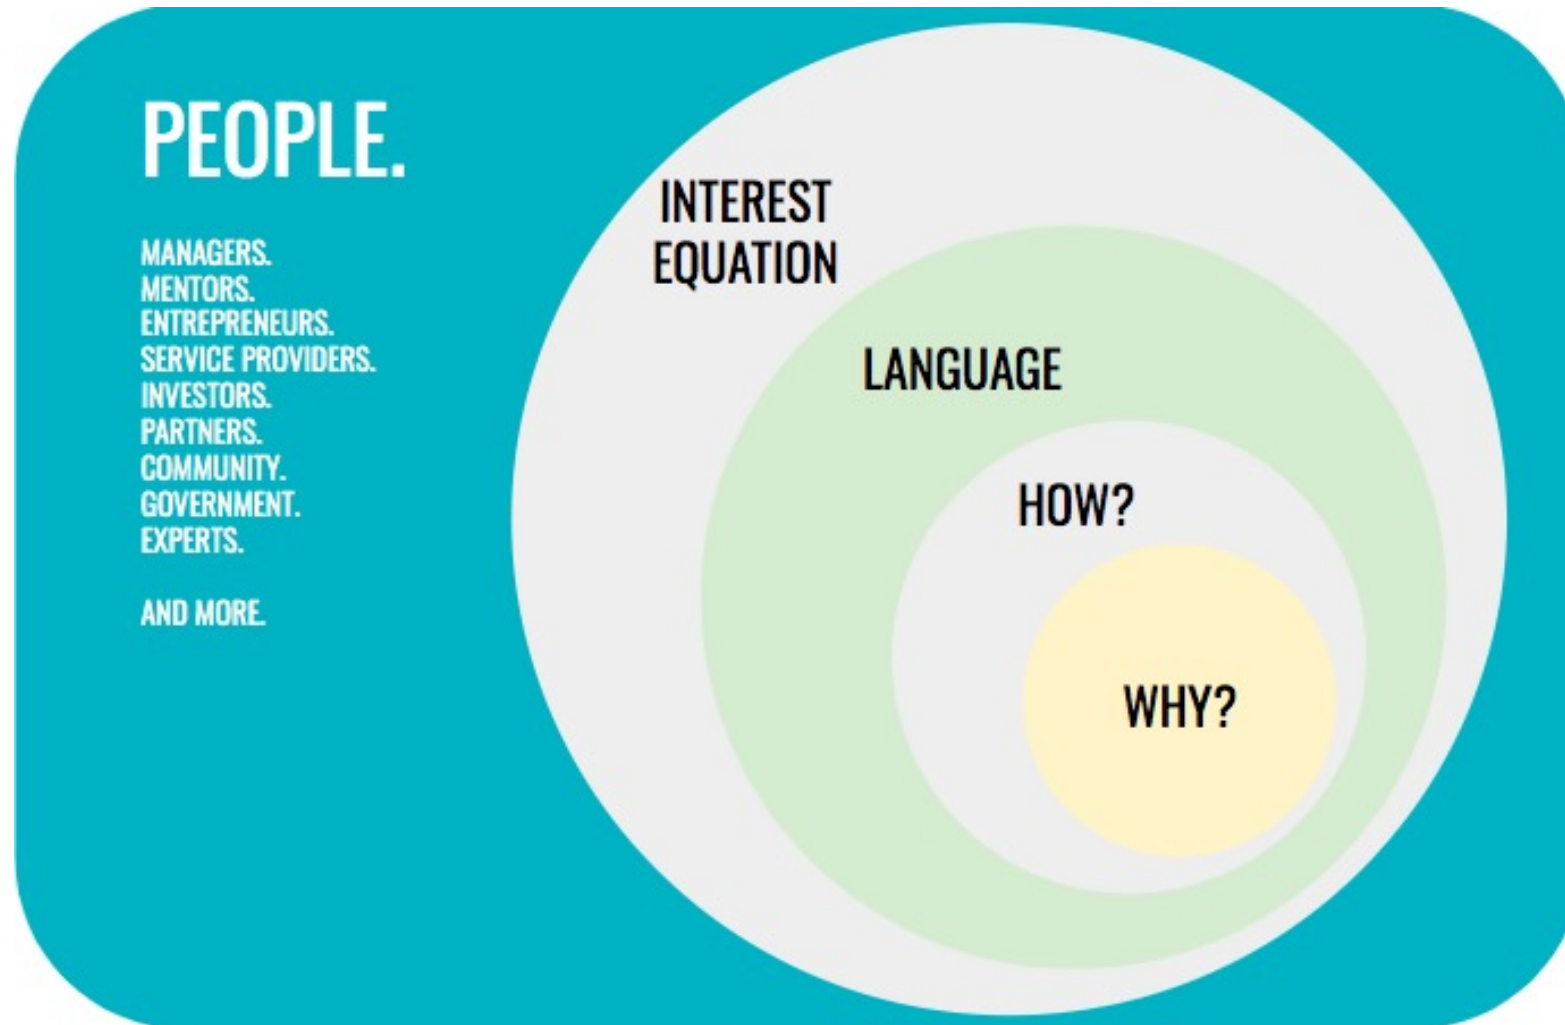 PEOPLE.
MANAGERS.
MENTORS.
ENTREPRENEURS.
SERVICE PROVIDERS.
INVESTORS.
PARTNERS.
COMMUNITY.
GOVERNMENT.
EXPERTS.
AND MORE.
INTEREST
EQUATION
LANGUAGE
HOW?
WHY?